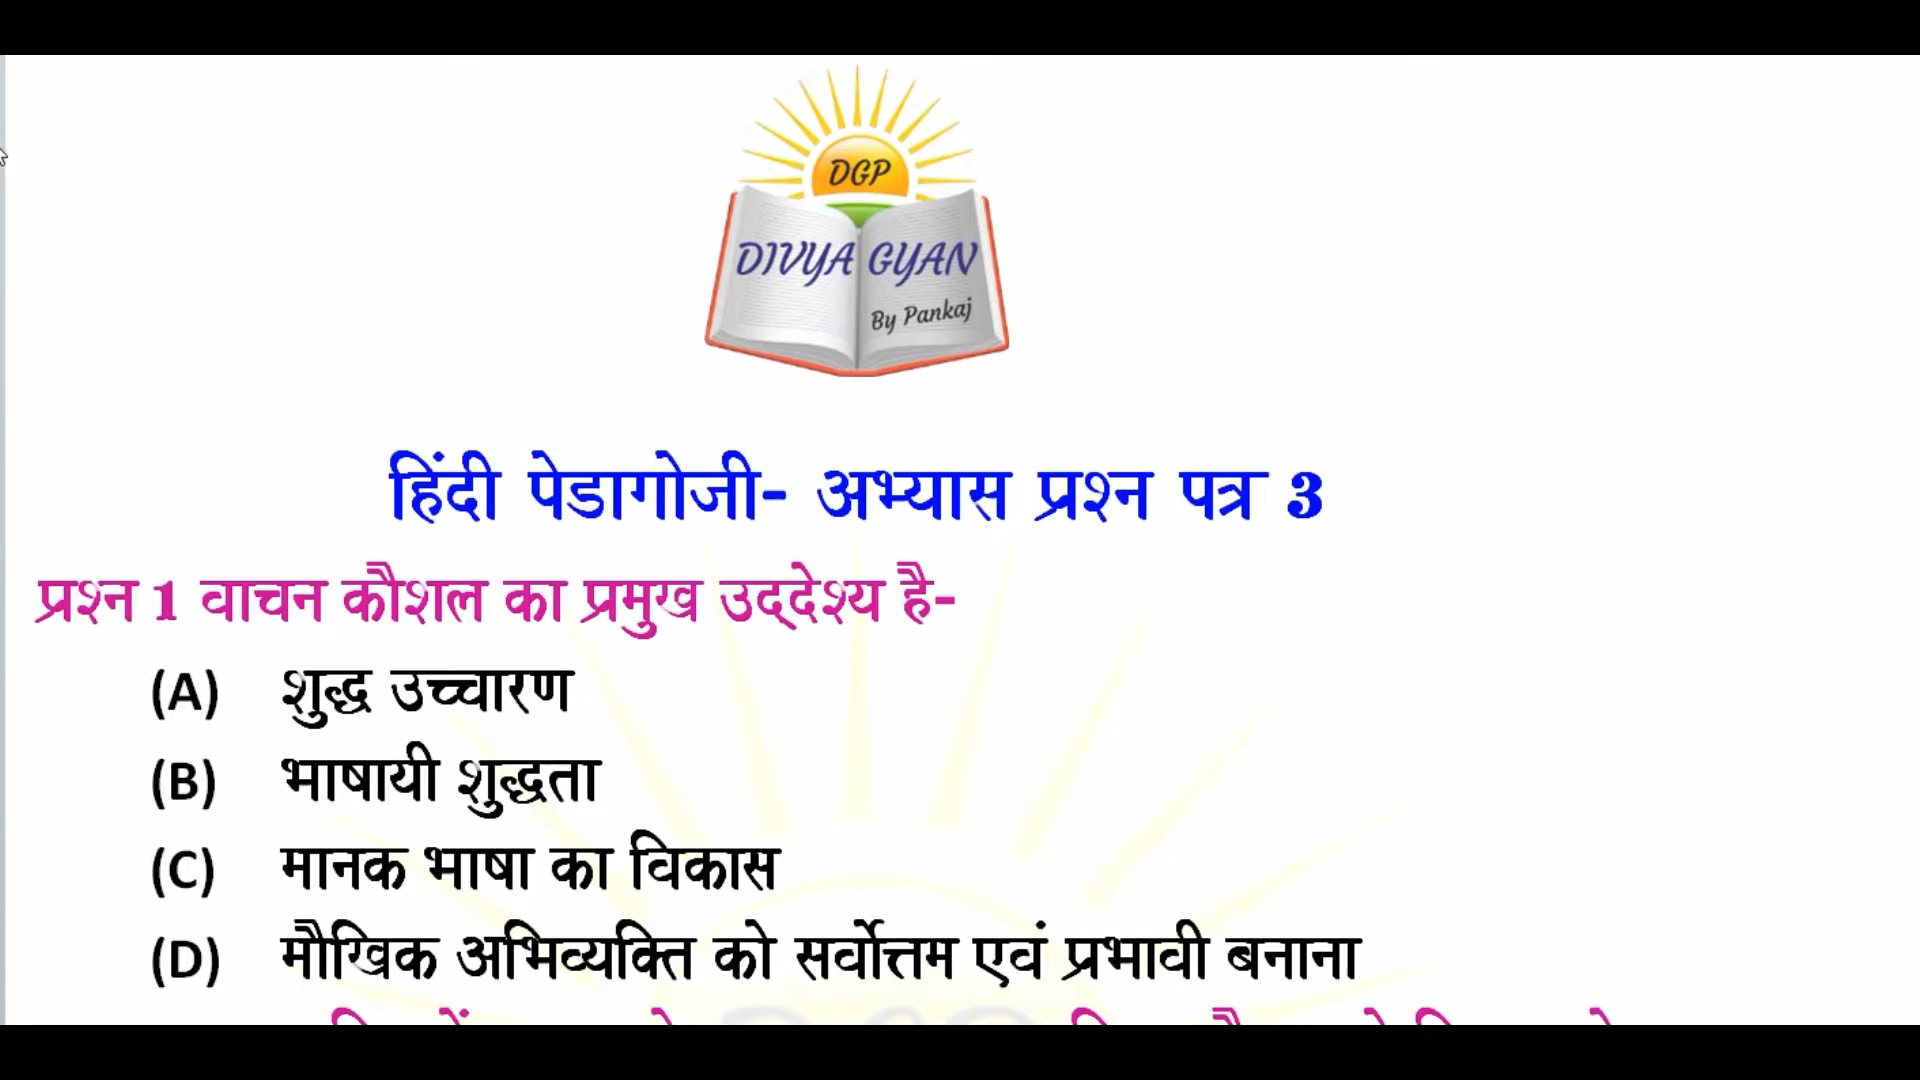 DGP
DIVYA GYAN
By Pankaj
हिंदी पेडागोजी- अभ्यास प्रश्न पत्र 3
प्रश्न 1 वाचन कौशल का प्रमुख उद्देश्य है-
(A) शुद्ध उच्चारण
(B) भाषायी शुद्धता
(C) मानक भाषा का विकास
(D) मौखिक अभिव्यक्ति को सर्वोत्तम एवं प्रभावी बनाना